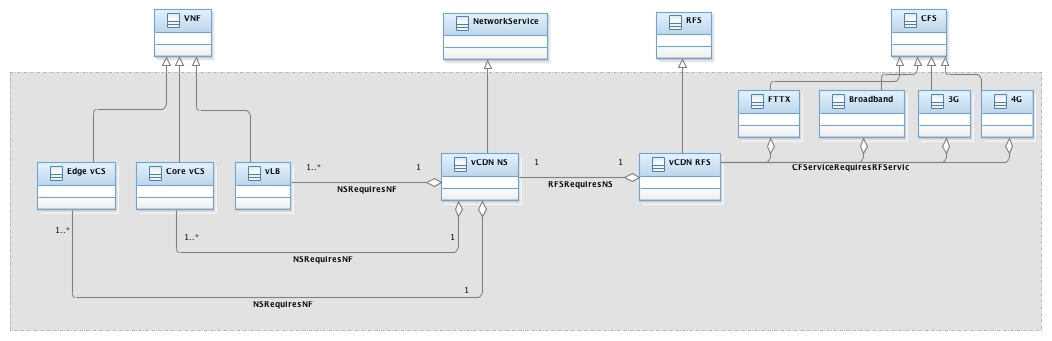 VNF
NetworkService
RFS
CFS
FTTX
Broadband
3G
4G
Edge vCS
Core vCS
vLB
1..*
1
NSRequiresNF
vCDN NS
1
1
RFSRequiresNS
vCDN RFS
CFServiceRequiresRFServic
1..*
1..*
1
NSRequiresNF
1
NSRequiresNF